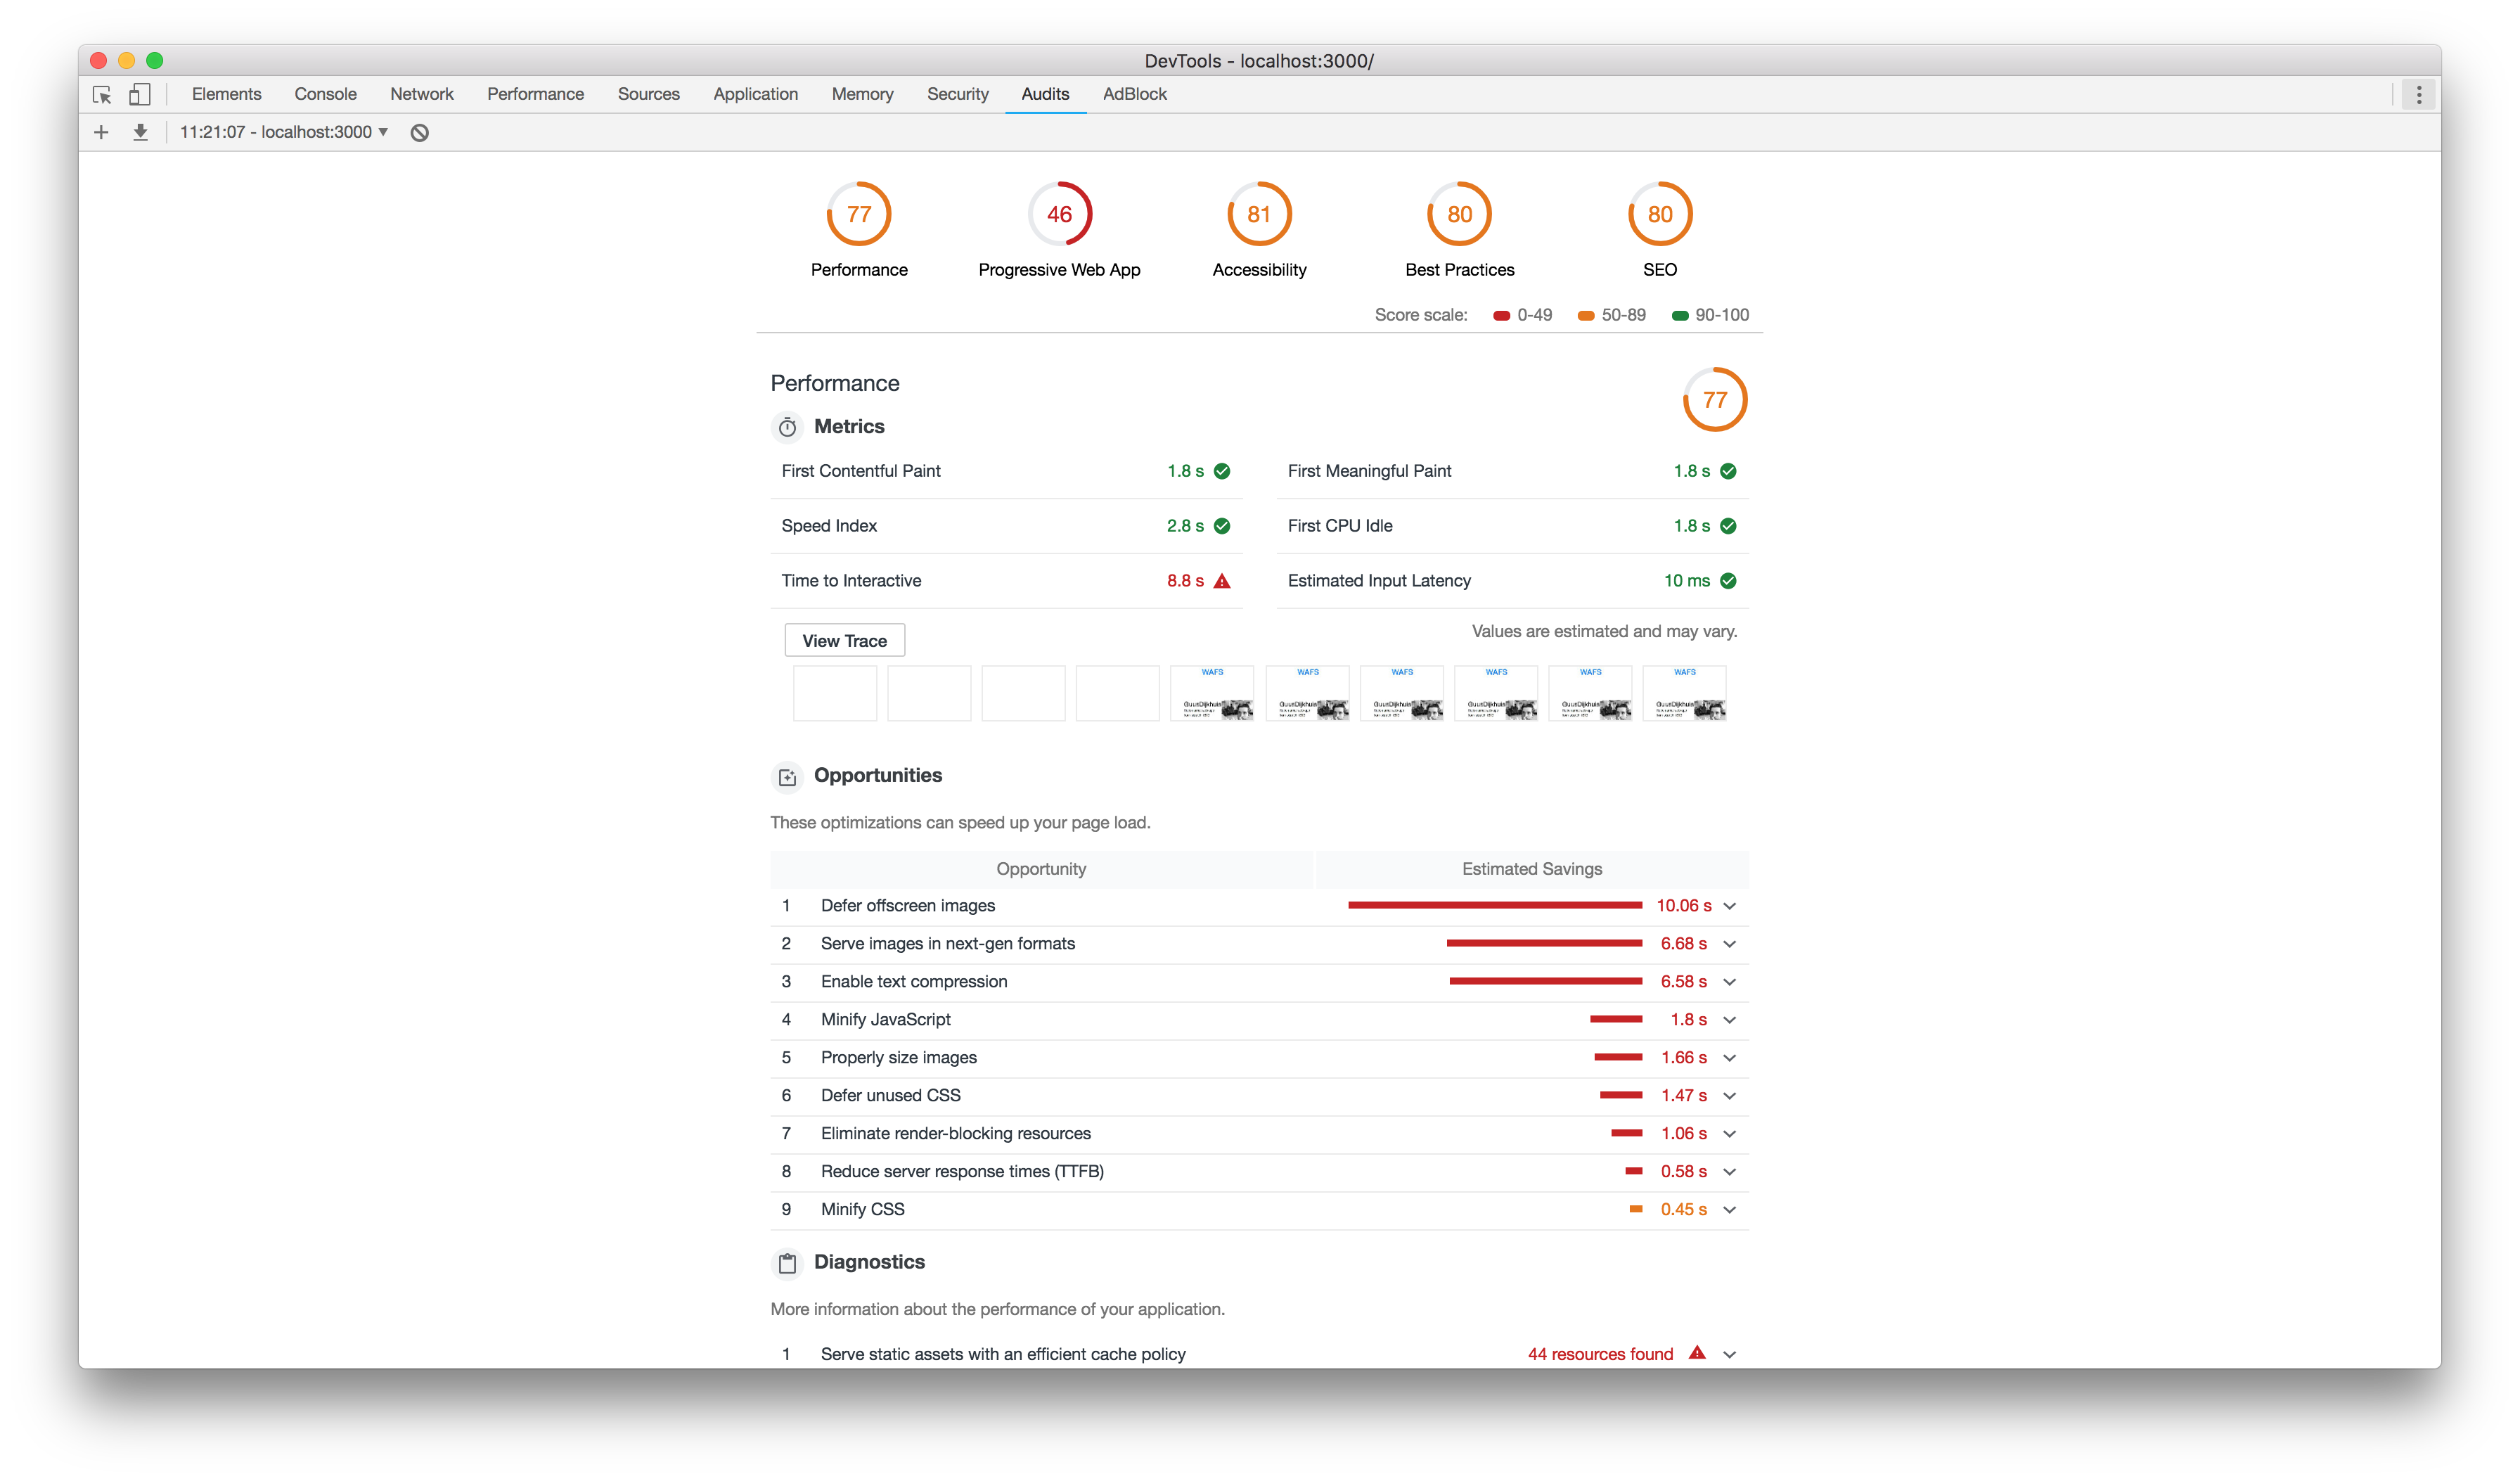 DevTools - localhost:3000/
Elements Console Network Performance Sources Application Memory Security Audits AdBlock
11:21:07 - localhost:3000 ▼
77 46 81 80 80
Performance Progressive Web App Accessibility Best Practices SEO
Score scale: 0-49 50-89 90-100
Performance 77
Metrics
First Contentful Paint 1.8 s First Meaningful Paint 1.8 s
Speed Index 2.8 s First CPU Idle 1.8 s
Time to Interactive 8.8 s Estimated Input Latency 10 ms
View Trace Values are estimated and may vary.
WAFS WAFS WAFS WAFS WAFS WAFS
GuusDijkhuis GuusDijkhuis GuusDijkhuis GuusDijkhuis GuusDijkhuis GuusDijkhuis
Opportunities
These optimizations can speed up your page load.
Opportunity Estimated Savings
1 Defer offscreen images 10.06 s
2 Serve images in next-gen formats 6.68 s
3 Enable text compression 6.58 s
4 Minify JavaScript 1.8 s
5 Properly size images 1.66 s
6 Defer unused CSS 1.47 s
7 Eliminate render-blocking resources 1.06 s
8 Reduce server response times (TTFB) 0.58 s
9 Minify CSS 0.45 s
Diagnostics
More information about the performance of your application.
1 Serve static assets with an efficient cache policy 44 resources found